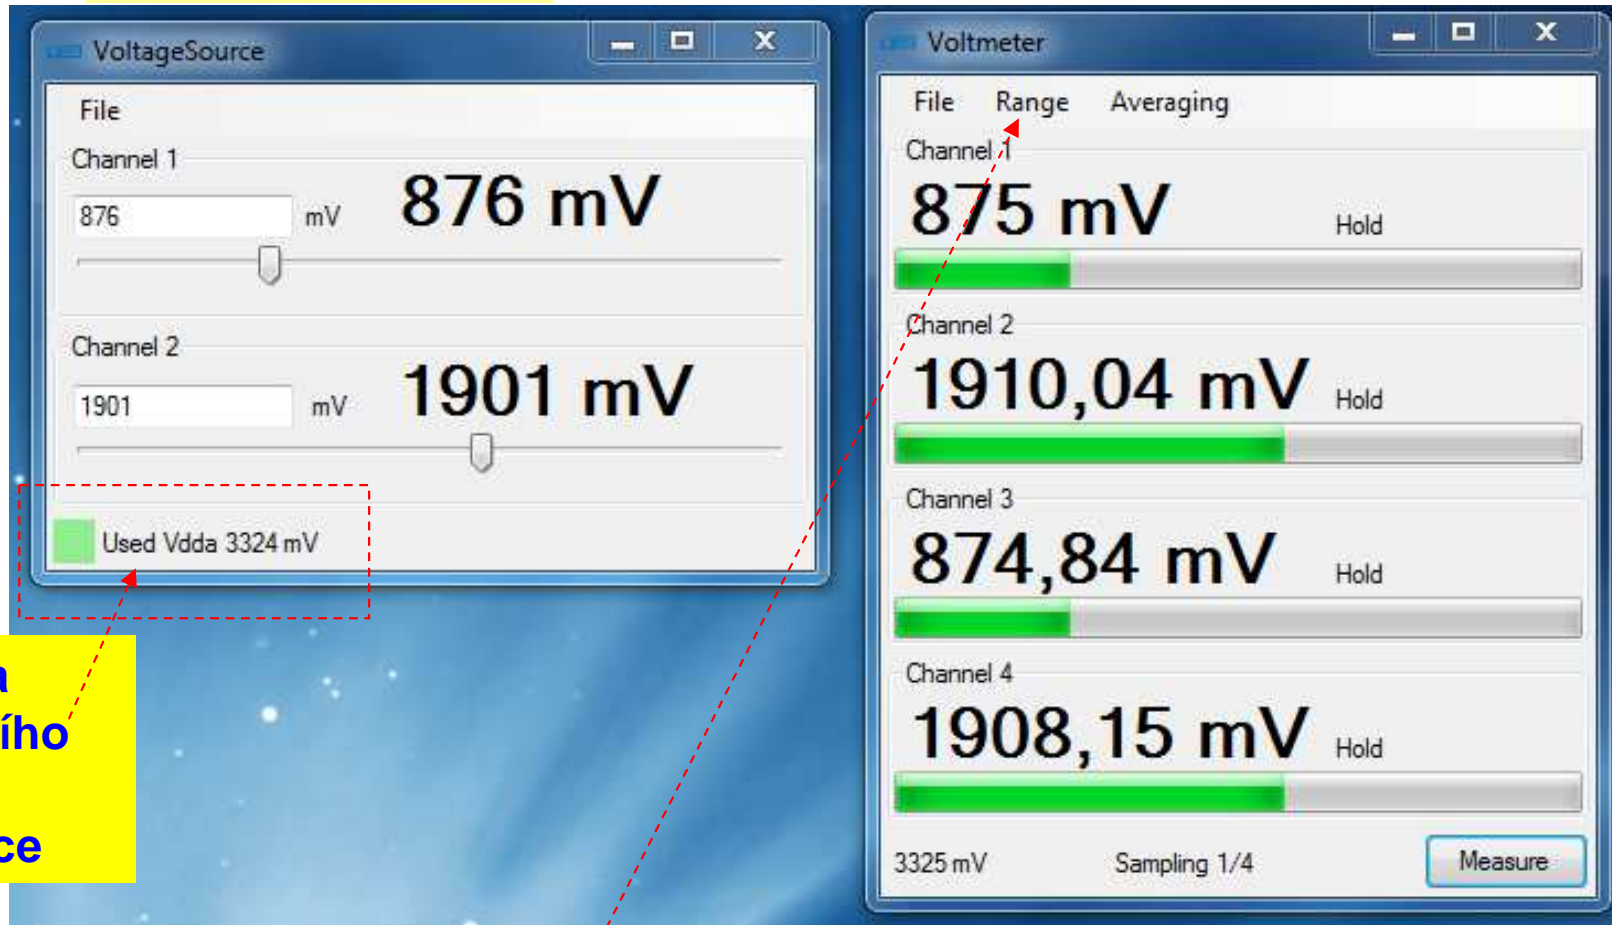 VoltageSource
File
Channel 1
876 mV 876 mV
Channel 2
1901 mV 1901 mV
Used Vdda 3324 mV
Voltmeter
File Range Averaging
Channel 1
875 mV Hold
Channel 2
1910,04 mV Hold
Channel 3
874,84 mV Hold
Channel 4
1908,15 mV Hold
3325 mV Sampling 1/4 Measure